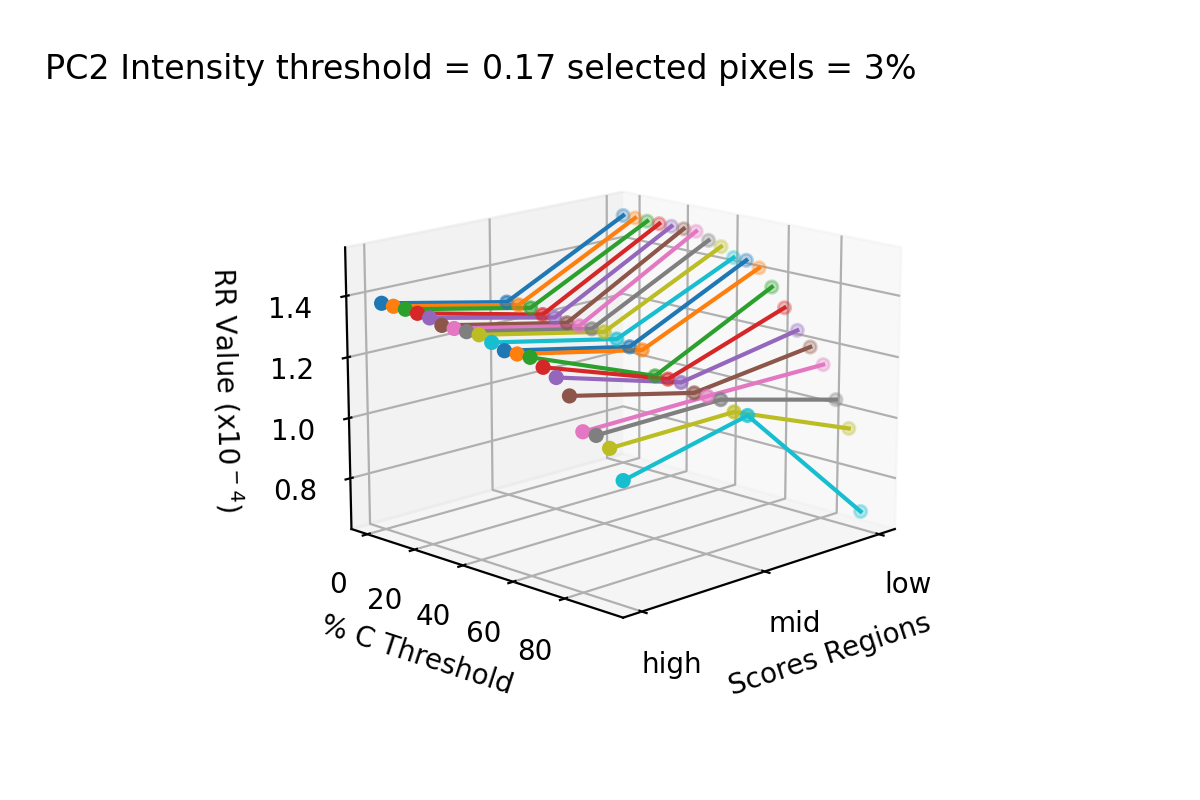 PC2 Intensity threshold = 0.17 selected pixels = 3%
RR Value (x10⁻⁴)
1.4
1.2
1.0
0.8
0
20
40
60
80
% C Threshold
high
mid
low
Scores Regions